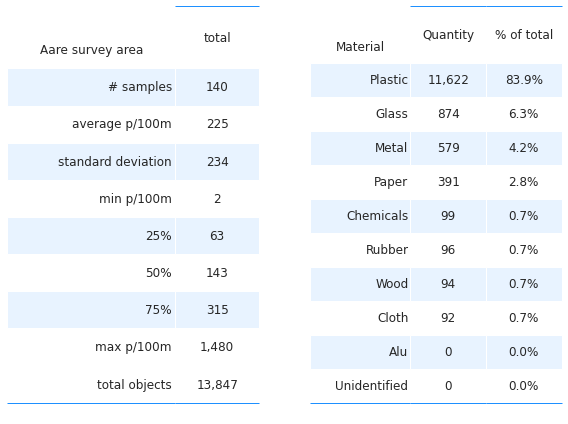 Aare survey area total
# samples 140
average p/100m 225
standard deviation 234
min p/100m 2
25% 63
50% 143
75% 315
max p/100m 1,480
total objects 13,847
Material Quantity % of total
Plastic 11,622 83.9%
Glass 874 6.3%
Metal 579 4.2%
Paper 391 2.8%
Chemicals 99 0.7%
Rubber 96 0.7%
Wood 94 0.7%
Cloth 92 0.7%
Alu 0 0.0%
Unidentified 0 0.0%